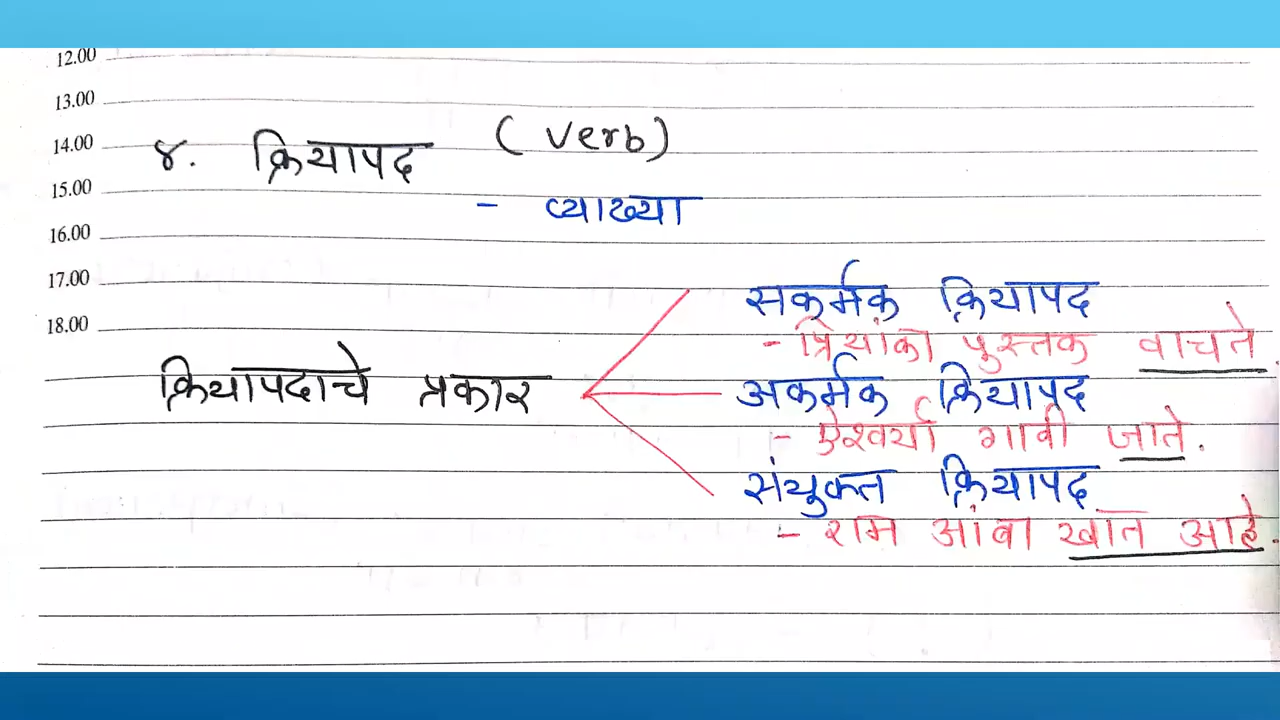 12.00
13.00
14.00
४. क्रियापद (Verb)
15.00
- व्याख्या
16.00
17.00
सकर्मक क्रियापद
18.00
- प्रियांका पुस्तक वाचते.
क्रियापदाचे प्रकार
अकर्मक क्रियापद
- ऐश्वर्या गावी जाते.
संयुक्त क्रियापद
- राम आंबा खात आहे.